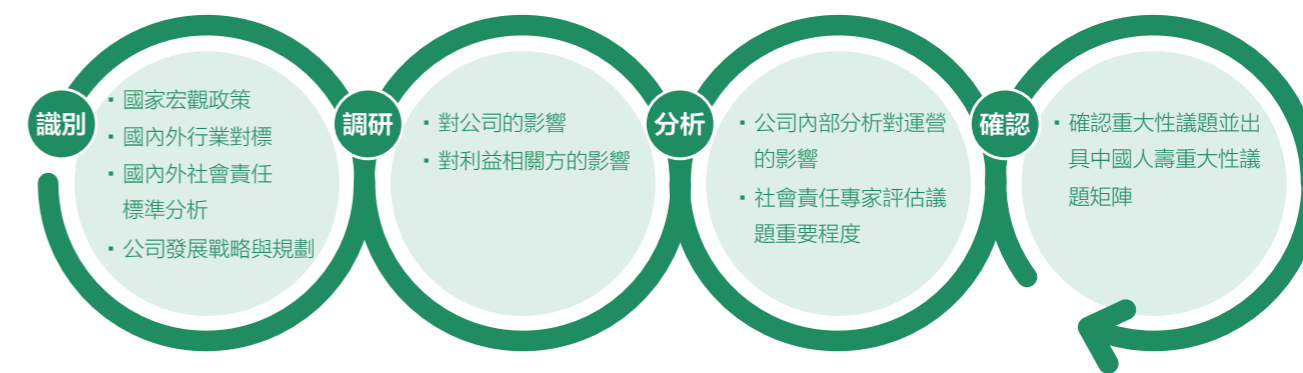 識別
· 國家宏觀政策
· 國內外行業對標
· 國內外社會責任
標準分析
· 公司發展戰略與規劃
調研
· 對公司的影響
· 對利益相關方的影響
分析
· 公司內部分析對運營
的影響
· 社會責任專家評估議
題重要程度
確認
· 確認重大性議題並出
具中國人壽重大性議
題矩陣